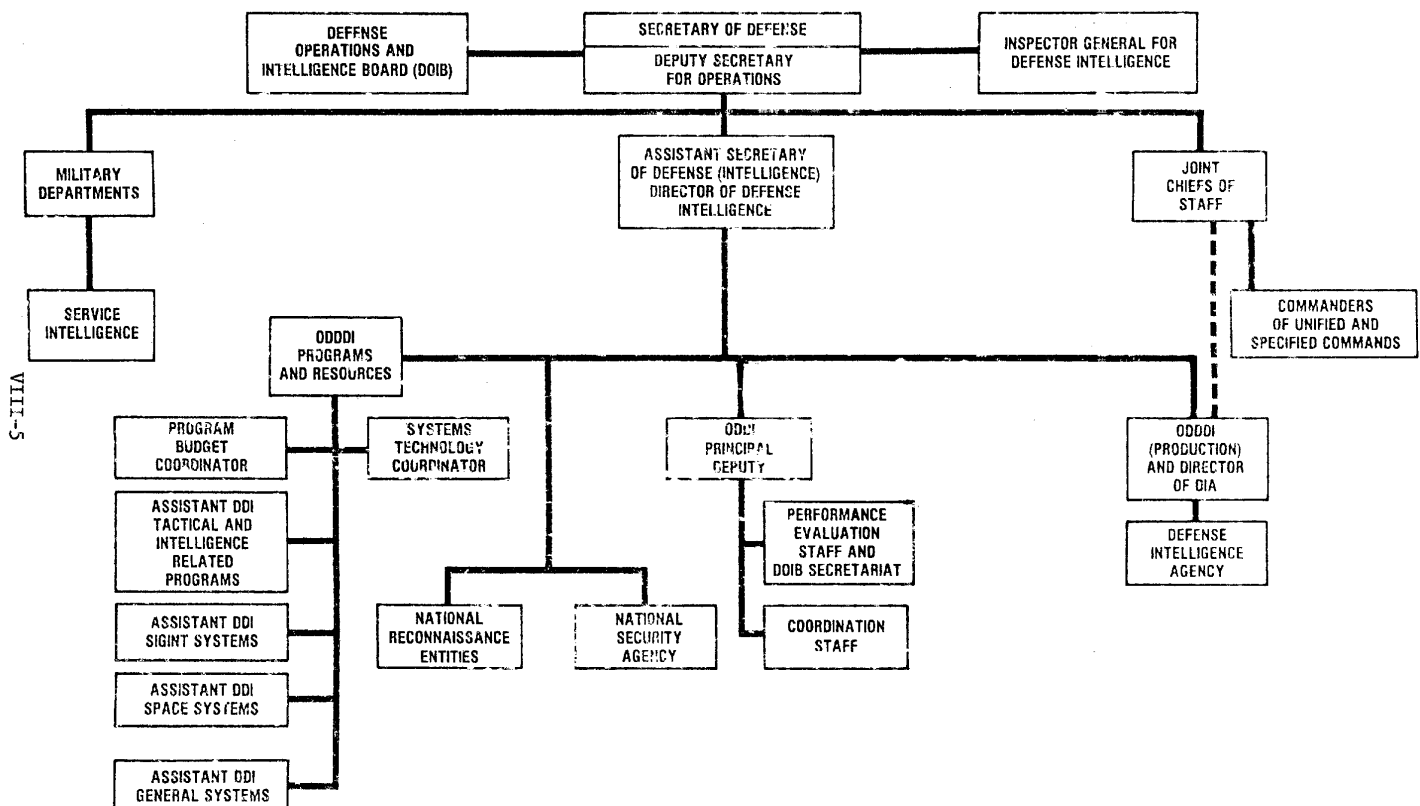 DEFENSE
OPERATIONS AND
INTELLIGENCE BOARD (DOIB)
SECRETARY OF DEFENSE
DEPUTY SECRETARY
FOR OPERATIONS
INSPECTOR GENERAL FOR
DEFENSE INTELLIGENCE
MILITARY
DEPARTMENTS
ASSISTANT SECRETARY
OF DEFENSE (INTELLIGENCE)
DIRECTOR OF DEFENSE
INTELLIGENCE
JOINT
CHIEFS OF
STAFF
SERVICE
INTELLIGENCE
COMMANDERS
OF UNIFIED AND
SPECIFIED COMMANDS
ODDDI
PROGRAMS
AND RESOURCES
PROGRAM
BUDGET
COORDINATOR
SYSTEMS
TECHNOLOGY
COORDINATOR
ODDI
PRINCIPAL
DEPUTY
ODDDI
(PRODUCTION)
AND DIRECTOR
OF DIA
ASSISTANT DDI
TACTICAL AND
INTELLIGENCE
RELATED
PROGRAMS
PERFORMANCE
EVALUATION
STAFF AND
DOIB SECRETARIAT
DEFENSE
INTELLIGENCE
AGENCY
ASSISTANT DDI
SIGINT SYSTEMS
NATIONAL
RECONNAISSANCE
ENTITIES
NATIONAL
SECURITY
AGENCY
COORDINATION
STAFF
ASSISTANT DDI
SPACE SYSTEMS
ASSISTANT DDI
GENERAL SYSTEMS
VIII-5